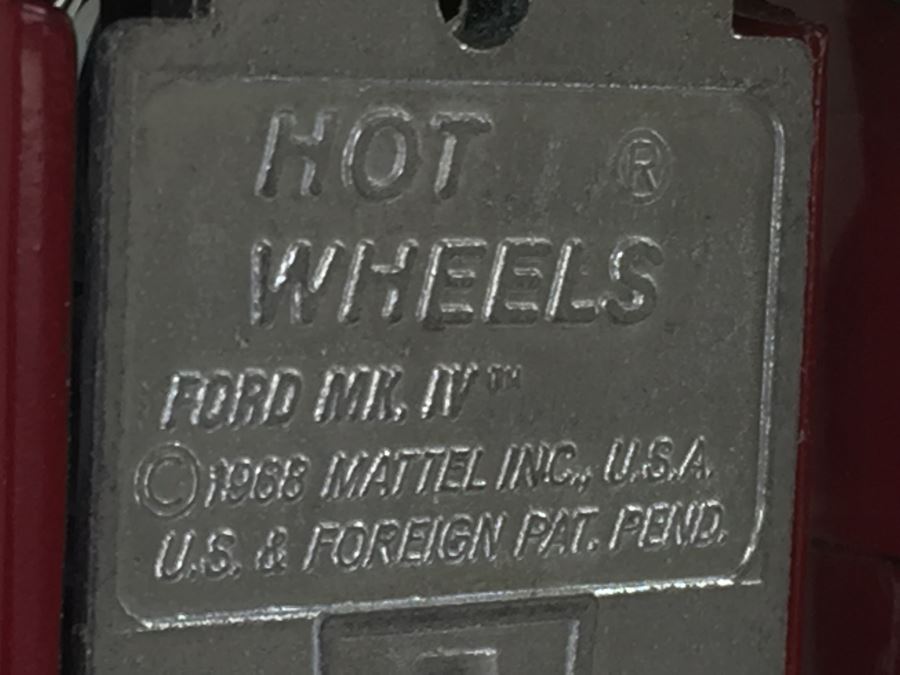 HOT ®
WHEELS
FORD MK. IV™
©1968 MATTEL INC., U.S.A.
U.S. & FOREIGN PAT. PEND.